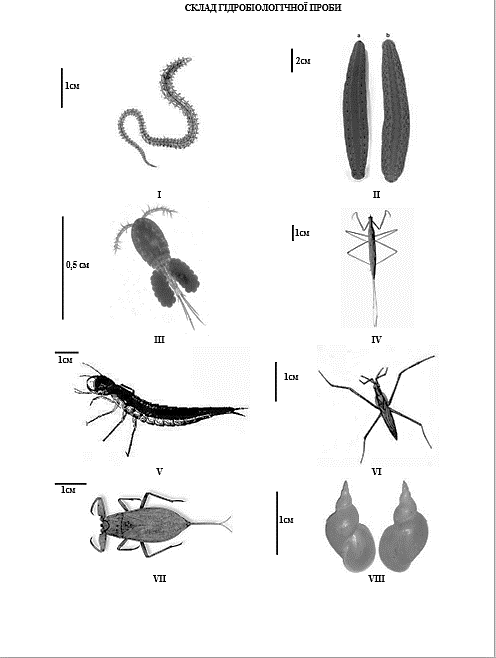 СКЛАД ГІДРОБІОЛОГІЧНОЇ ПРОБИ
a b
2см
1см
I II
1см
0,5 см
III IV
1см
1см
V VI
1см
1см
VII VIII